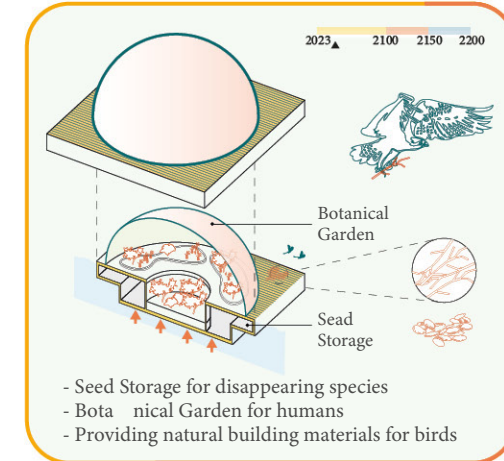 2023 2100 2150 2200
Botanical
Garden
Sead
Storage
- Seed Storage for disappearing species
- Bota nical Garden for humans
- Providing natural building materials for birds